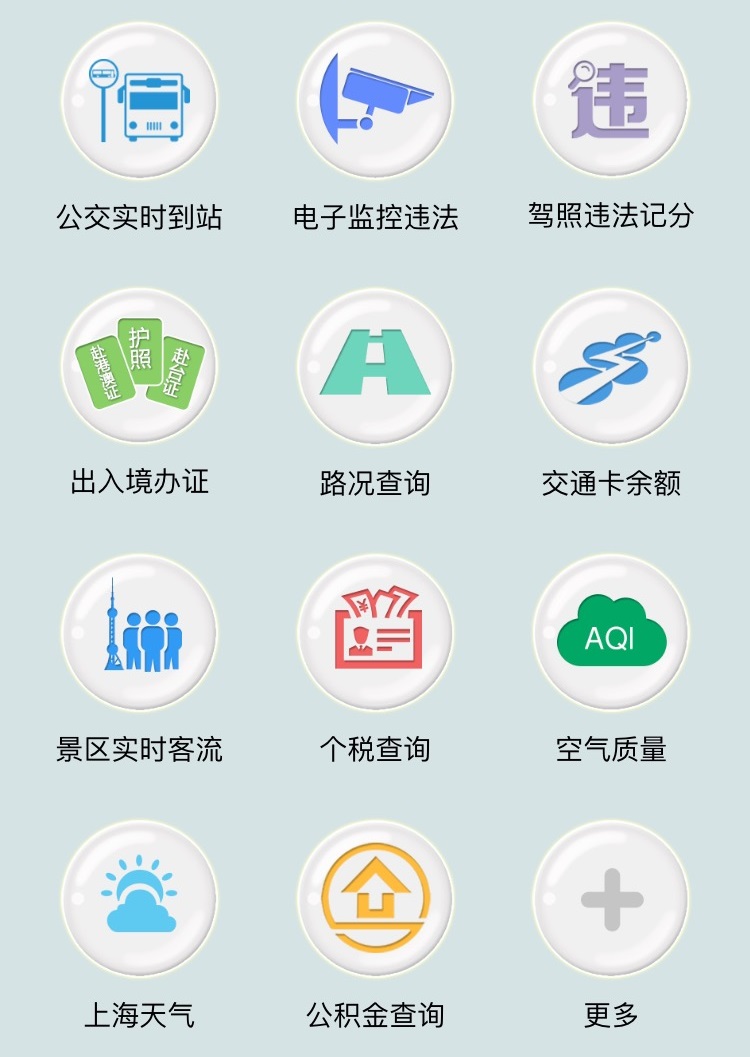 违
公交实时到站
电子监控违法
驾照违法记分
赴港澳证
护照
赴台证
出入境办证
路况查询
交通卡余额
AQI
景区实时客流
个税查询
空气质量
上海天气
公积金查询
更多